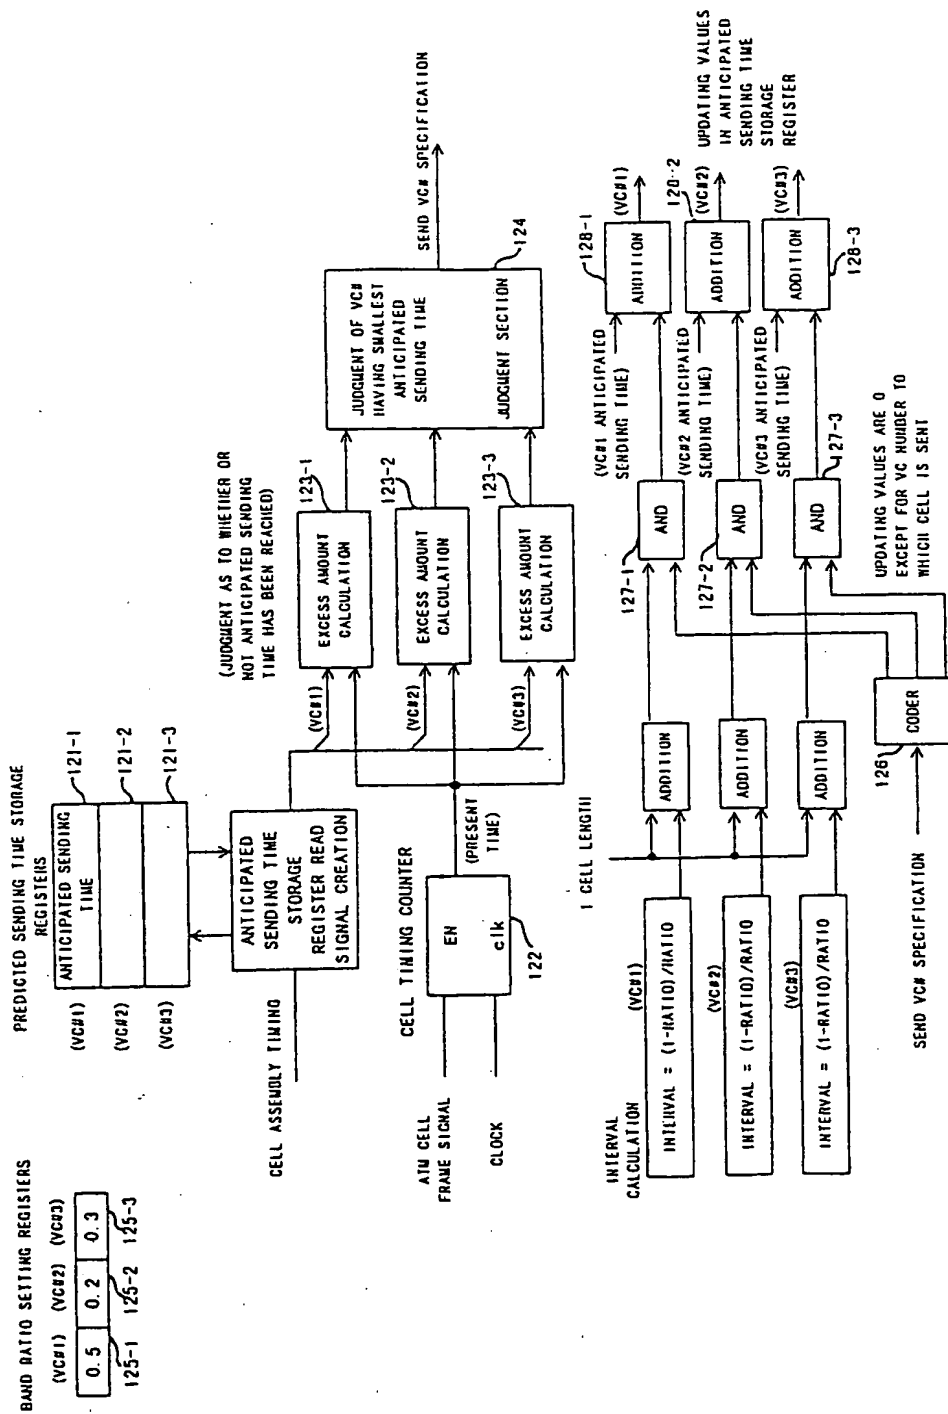 BAND RATIO SETTING REGISTERS
(VC#1) (VC#2) (VC#3)
0.5 0.2 0.3
125-1 125-2 125-3
PREDICTED SENDING TIME STORAGE
REGISTERS
(VC#1)
(VC#2)
(VC#3)
ANTICIPATED SENDING
TIME
121-1
121-2
121-3
CELL ASSEMBLY TIMING
ANTICIPATED
SENDING TIME
STORAGE
REGISTER READ
SIGNAL CREATION
CELL TIMING COUNTER
ATM CELL
FRAME SIGNAL
CLOCK
EN
clk
122
(PRESENT
TIME)
(JUDGMENT AS TO WHETHER OR
NOT ANTICIPATED SENDING
TIME HAS BEEN REACHED)
(VC#1)
(VC#2)
(VC#3)
EXCESS AMOUNT
CALCULATION
123-1
EXCESS AMOUNT
CALCULATION
123-2
EXCESS AMOUNT
CALCULATION
123-3
JUDGMENT OF VC#
HAVING SMALLEST
ANTICIPATED
SENDING TIME
JUDGMENT SECTION
124
SEND VC# SPECIFICATION
INTERVAL
CALCULATION
(VC#1)
INTERVAL = (1-RATIO)/RATIO
(VC#2)
INTERVAL = (1-RATIO)/RATIO
(VC#3)
INTERVAL = (1-RATIO)/RATIO
1 CELL LENGTH
ADDITION
ADDITION
ADDITION
SEND VC# SPECIFICATION
CODER
126
127-1
AND
127-2
AND
AND
127-3
UPDATING VALUES ARE 0
EXCEPT FOR VC NUMBER TO
WHICH CELL IS SENT
(VC#1 ANTICIPATED
SENDING TIME)
(VC#2 ANTICIPATED
SENDING TIME)
(VC#3 ANTICIPATED
SENDING TIME)
128-1
ADDITION
(VC#1)
128-2
ADDITION
(VC#2)
ADDITION
(VC#3)
128-3
UPDATING VALUES
IN ANTICIPATED
SENDING TIME
STORAGE
REGISTER